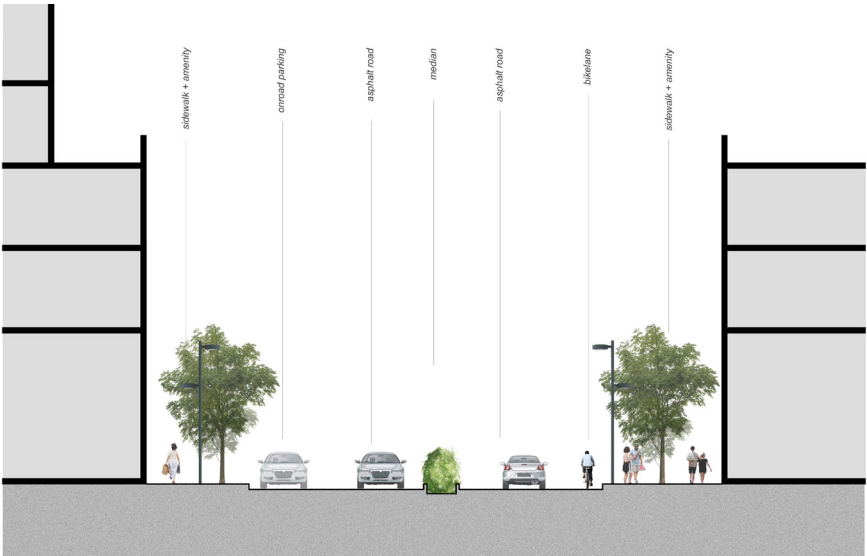 sidewalk + amenity
onroad parking
asphalt road
median
asphalt road
bikelane
sidewalk + amenity